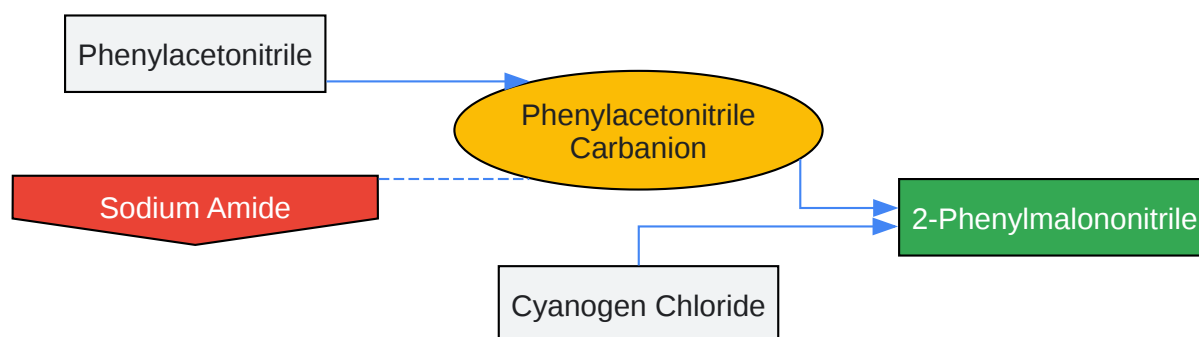 Phenylacetonitrile
Phenylacetonitrile
Carbanion
Sodium Amide
2-Phenylmalononitrile
Cyanogen Chloride